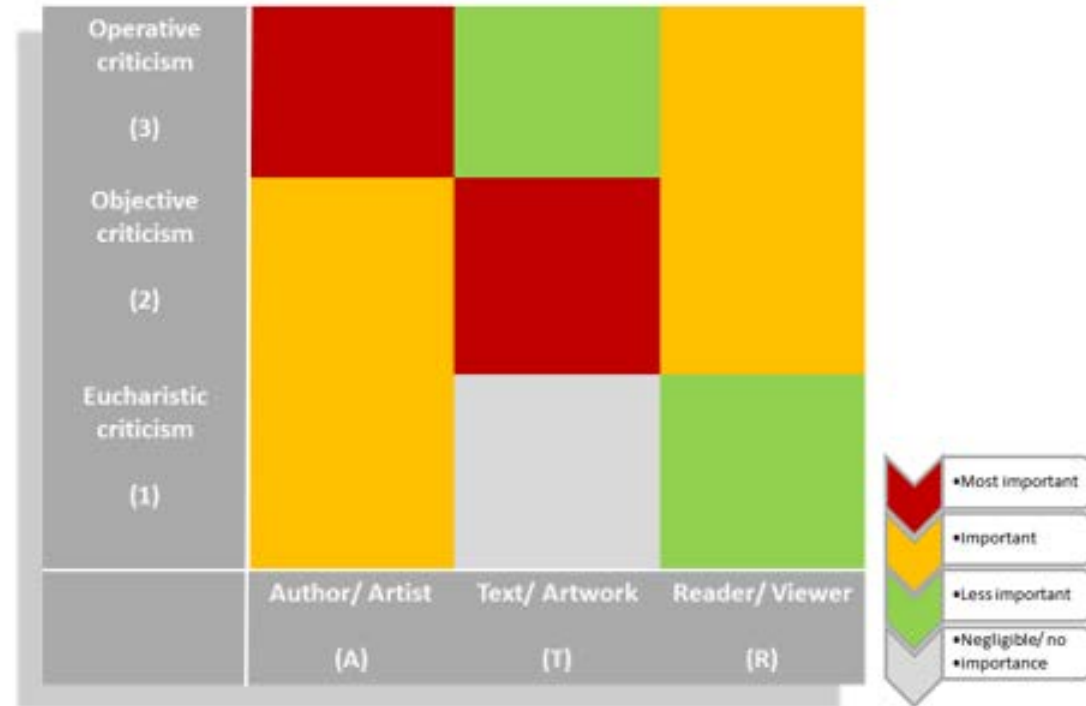 Operative
criticism
(3)
Objective
criticism
(2)
Eucharistic
criticism
(1)
Author/ Artist
(A)
Text/ Artwork
(T)
Reader/ Viewer
(R)
•Most important
•Important
•Less important
•Negligible/ no
•importance